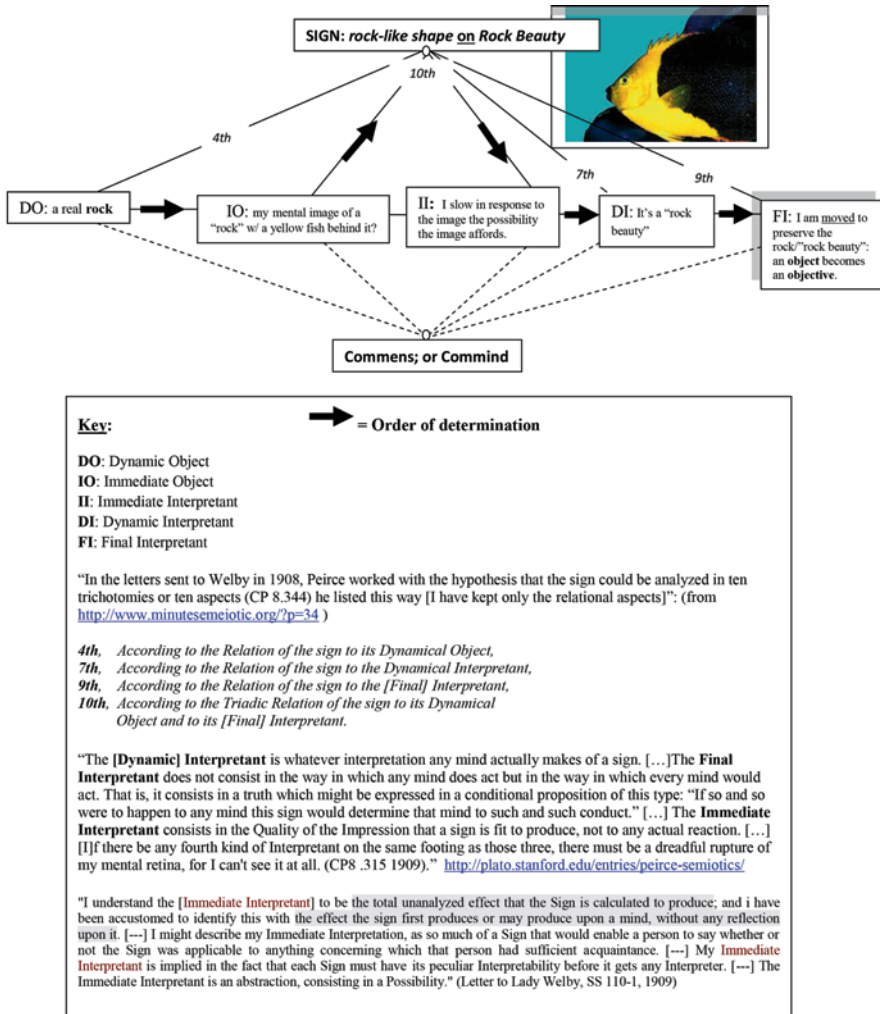 SIGN: rock-like shape on Rock Beauty
10th
4th
7th
9th
DO: a real rock
IO: my mental image of a
"rock" w/ a yellow fish behind it?
II: I slow in response to
the image the possibility
the image affords.
DI: It's a "rock
beauty"
FI: I am moved to
preserve the
rock/"rock beauty":
an object becomes
an objective.
Commens; or Commind
Key:
= Order of determination
DO: Dynamic Object
IO: Immediate Object
II: Immediate Interpretant
DI: Dynamic Interpretant
FI: Final Interpretant
"In the letters sent to Welby in 1908, Peirce worked with the hypothesis that the sign could be analyzed in ten
trichotomies or ten aspects (CP 8.344) he listed this way [I have kept only the relational aspects]": (from
http://www.minutesemeiotic.org/?p=34 )
4th, According to the Relation of the sign to its Dynamical Object,
7th, According to the Relation of the sign to the Dynamical Interpretant,
9th, According to the Relation of the sign to the [Final] Interpretant,
10th, According to the Triadic Relation of the sign to its Dynamical
Object and to its [Final] Interpretant.
"The [Dynamic] Interpretant is whatever interpretation any mind actually makes of a sign. […]The Final
Interpretant does not consist in the way in which any mind does act but in the way in which every mind would
act. That is, it consists in a truth which might be expressed in a conditional proposition of this type: "If so and so
were to happen to any mind this sign would determine that mind to such and such conduct." […] The Immediate
Interpretant consists in the Quality of the Impression that a sign is fit to produce, not to any actual reaction. […]
[I]f there be any fourth kind of Interpretant on the same footing as those three, there must be a dreadful rupture of
my mental retina, for I can't see it at all. (CP8 .315 1909)." http://plato.stanford.edu/entries/peirce-semiotics/
"I understand the [Immediate Interpretant] to be the total unanalyzed effect that the Sign is calculated to produce; and i have
been accustomed to identify this with the effect the sign first produces or may produce upon a mind, without any reflection
upon it. [---] I might describe my Immediate Interpretation, as so much of a Sign that would enable a person to say whether or
not the Sign was applicable to anything concerning which that person had sufficient acquaintance. [---] My Immediate
Interpretant is implied in the fact that each Sign must have its peculiar Interpretability before it gets any Interpreter. [---] The
Immediate Interpretant is an abstraction, consisting in a Possibility." (Letter to Lady Welby, SS 110-1, 1909)